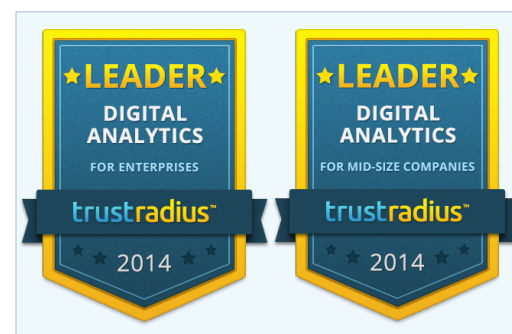 LEADER
DIGITAL
ANALYTICS
FOR ENTERPRISES
trustradius™
2014
LEADER
DIGITAL
ANALYTICS
FOR MID-SIZE COMPANIES
trustradius™
2014